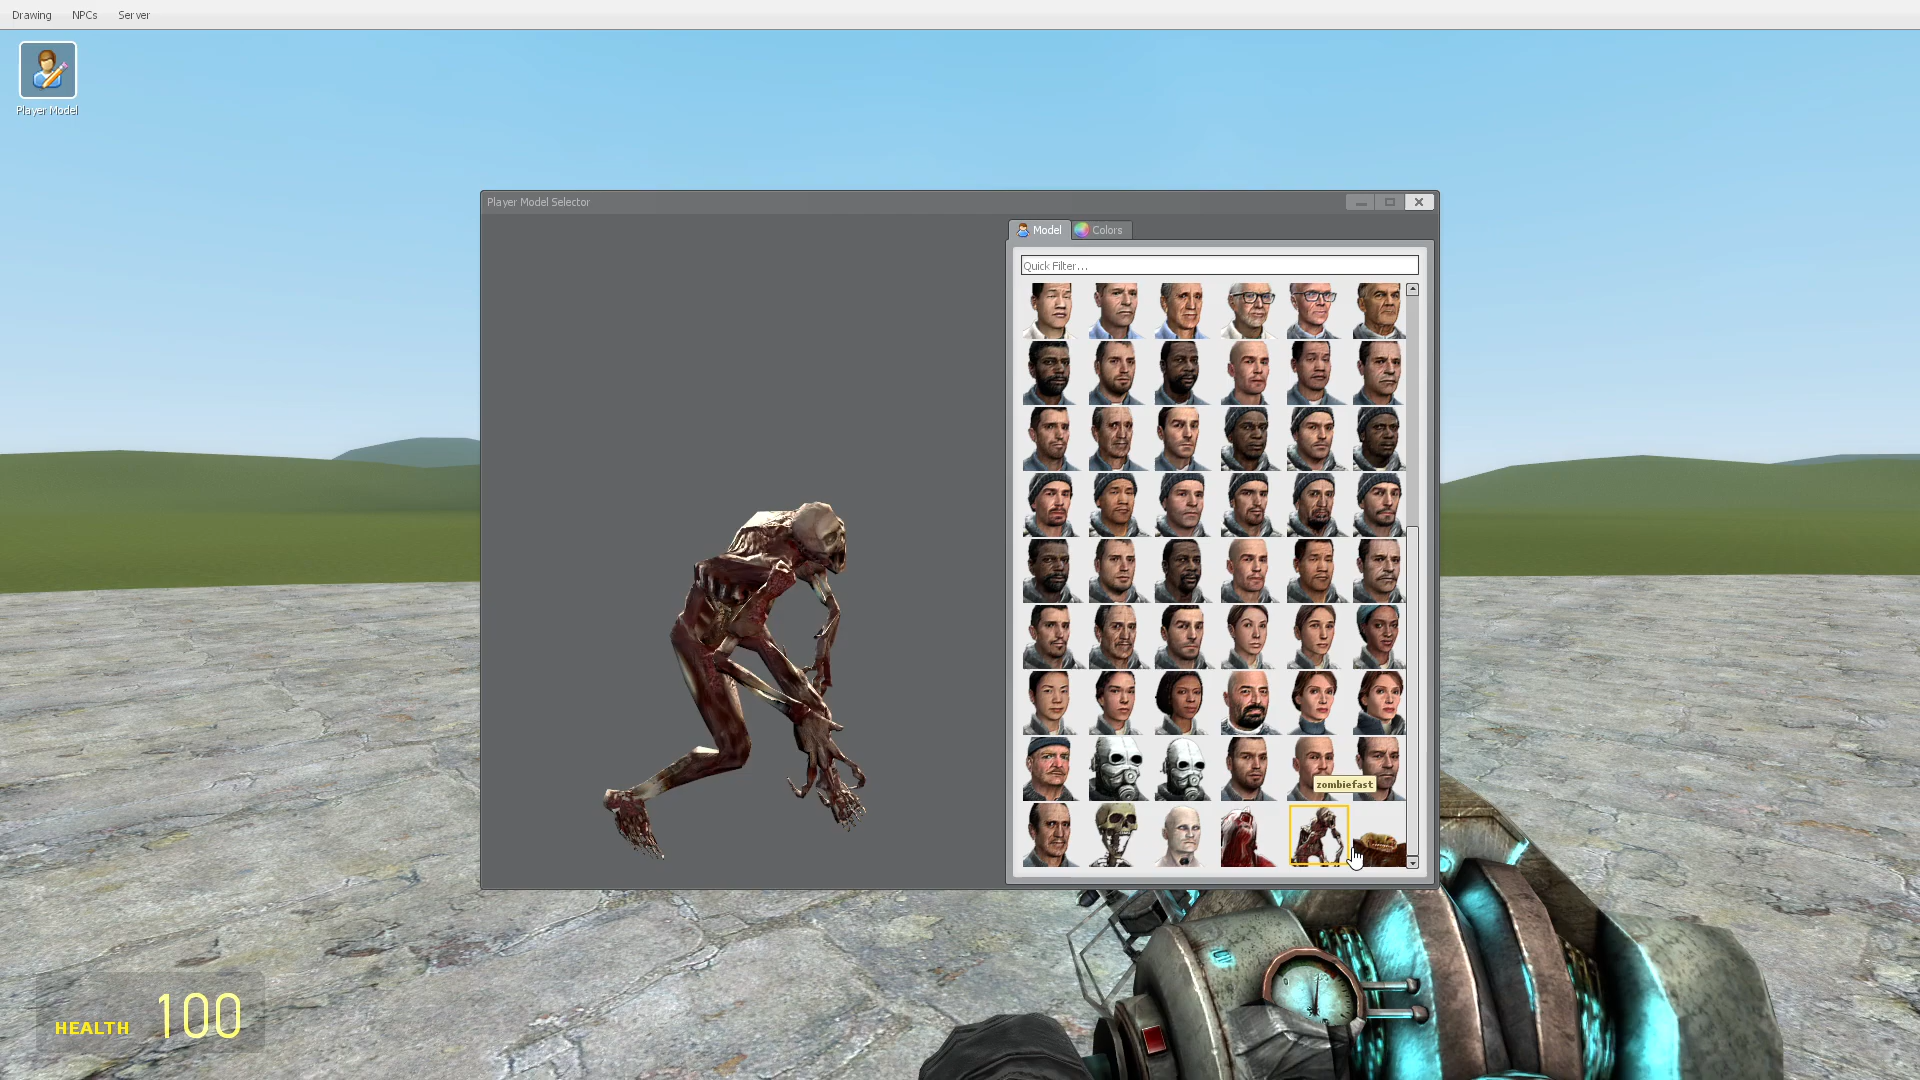 Drawing NPCs Server
Player Model
Player Model Selector
Model Colors
Quick Filter...
zombiefast
HEALTH 100